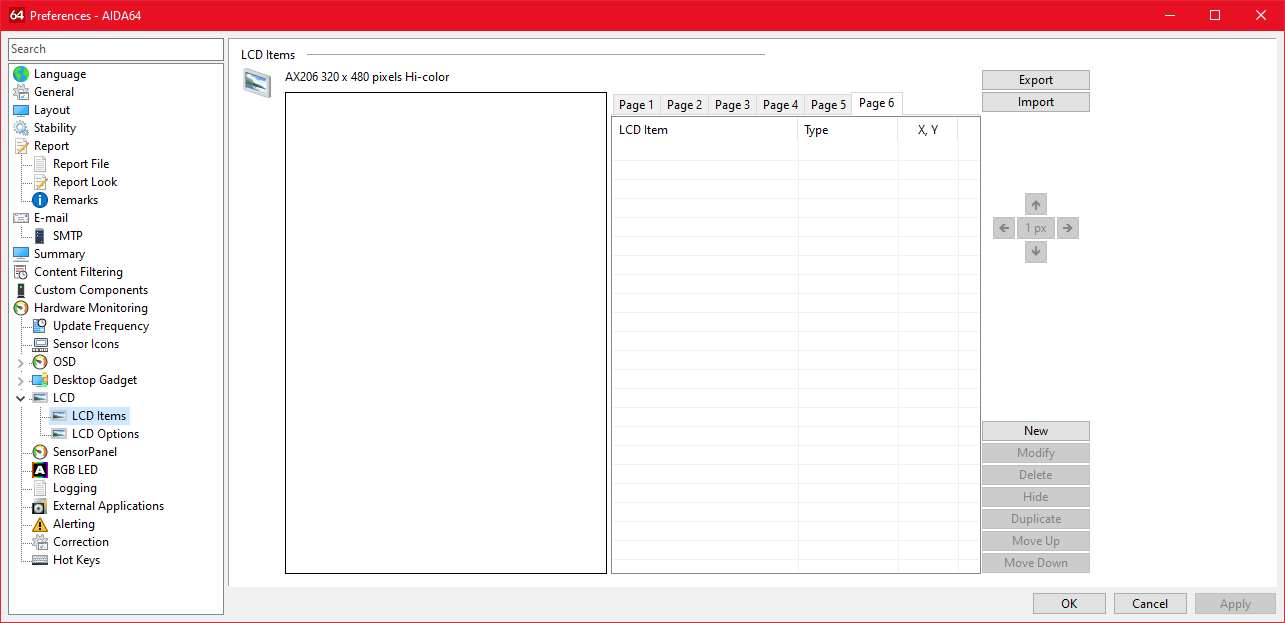 64 Preferences - AIDA64
Search
Language
General
Layout
Stability
Report
Report File
Report Look
Remarks
E-mail
SMTP
Summary
Content Filtering
Custom Components
Hardware Monitoring
Update Frequency
Sensor Icons
OSD
Desktop Gadget
LCD
LCD Items
LCD Options
SensorPanel
RGB LED
Logging
External Applications
Alerting
Correction
Hot Keys
LCD Items
AX206 320 x 480 pixels Hi-color
Page 1 Page 2 Page 3 Page 4 Page 5 Page 6
LCD Item Type X, Y
Export
Import
1 px
New
Modify
Delete
Hide
Duplicate
Move Up
Move Down
OK Cancel Apply